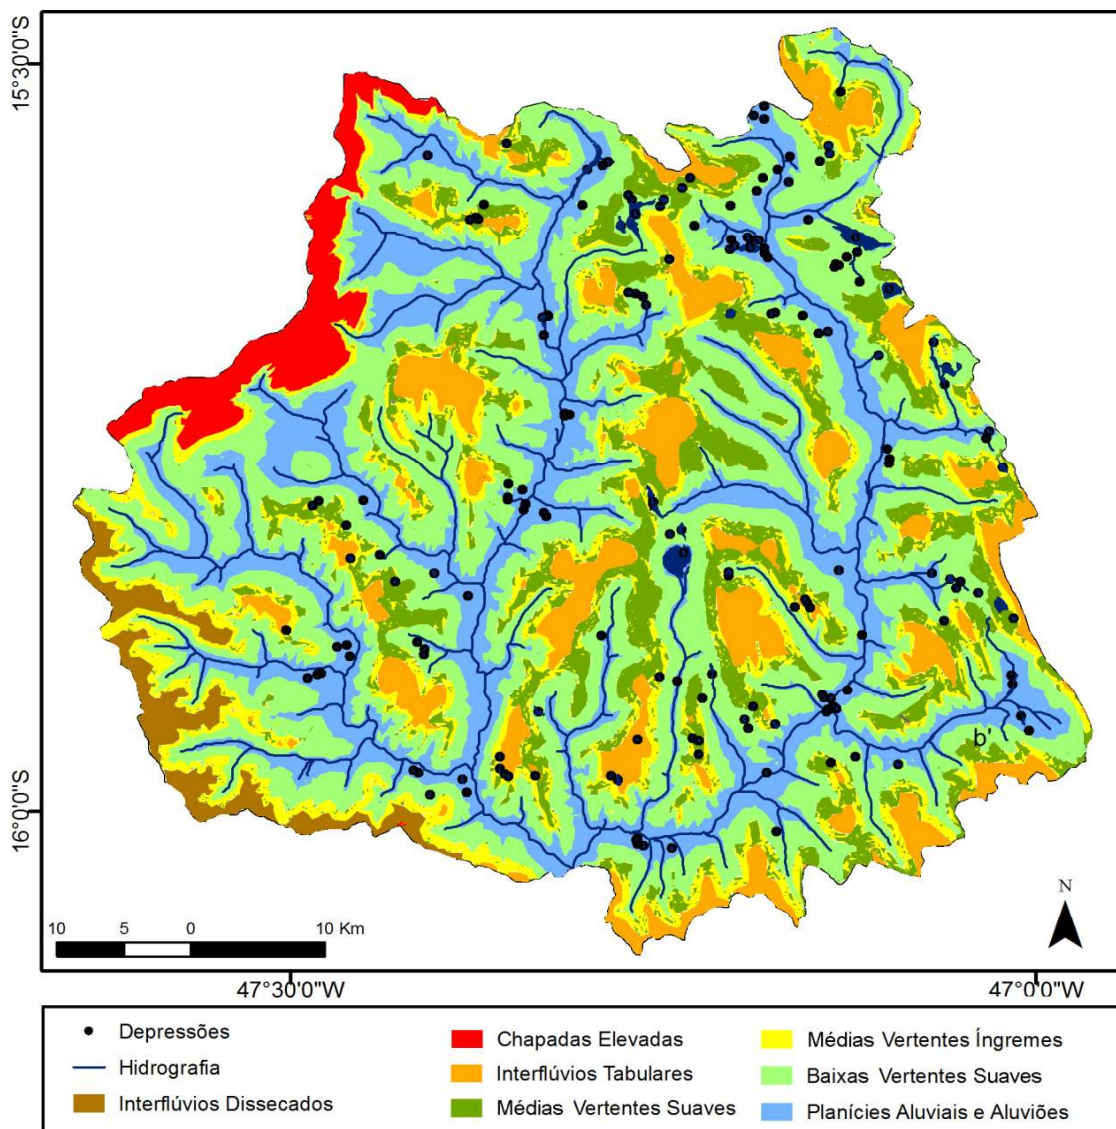 15°30'0"S
b'
16°0'0"S
N
10 5 0 10 Km
47°30'0"W 47°0'0"W
Depressões
Hidrografia
Interflúvios Dissecados
Chapadas Elevadas
Interflúvios Tabulares
Médias Vertentes Suaves
Médias Vertentes Íngremes
Baixas Vertentes Suaves
Planícies Aluviais e Aluviões